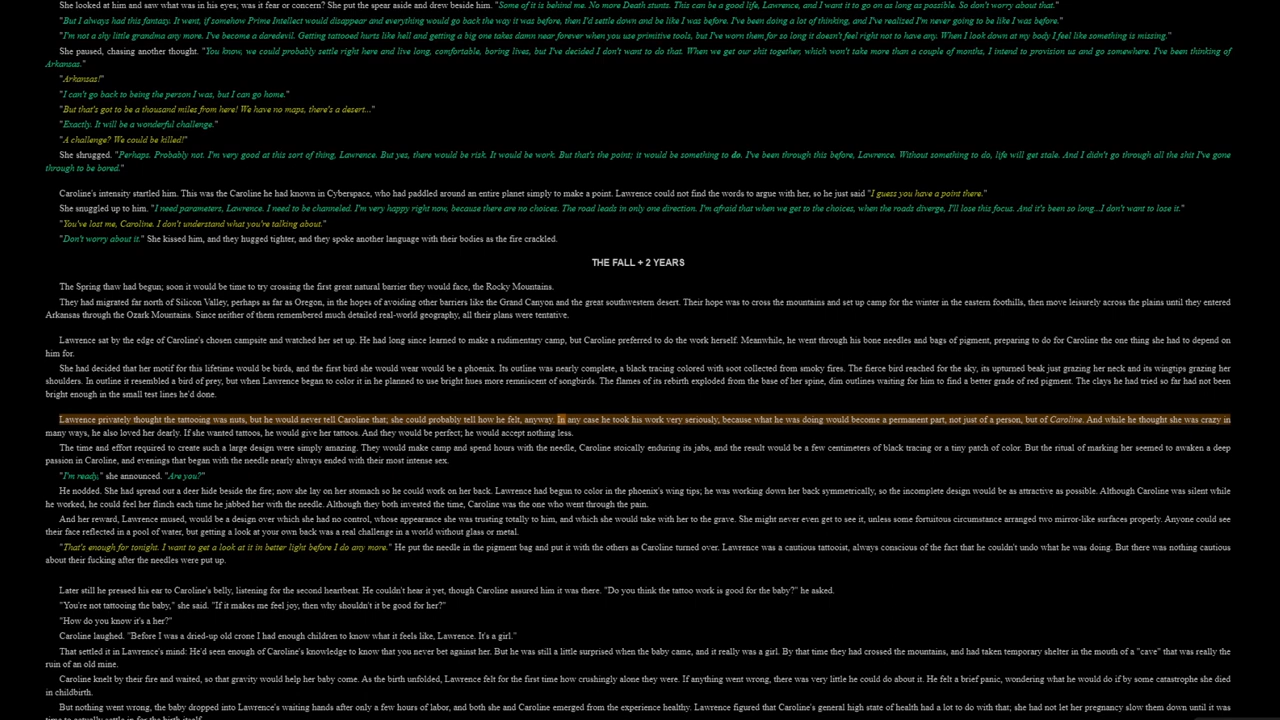 She looked at him and saw what was in his eyes; was it fear or concern? She put the spear aside and drew beside him. "Some of it is behind me. No more Death stunts. This can be a good life, Lawrence, and I want it to go on as long as possible. So don't worry about that."
"But I always had this fantasy. It went, if somehow Prime Intellect would disappear and everything would go back the way it was before, then I'd settle down and be like I was before. I've been doing a lot of thinking, and I've realized I'm never going to be like I was before."
"I'm not a shy little grandma any more. I've become a daredevil. Getting tattooed hurts like hell and getting a big one takes damn near forever when you use primitive tools, but I've worn them for so long it doesn't feel right not to have any. When I look down at my body I feel like something is missing."
She paused, chasing another thought. "You know, we could probably settle right here and live long, comfortable, boring lives, but I've decided I don't want to do that. When we get our shit together, which won't take more than a couple of months, I intend to provision us and go somewhere. I've been thinking of
Arkansas."
"Arkansas!"
"I can't go back to being the person I was, but I can go home."
"But that's got to be a thousand miles from here! We have no maps, there's a desert..."
"Exactly. It will be a wonderful challenge."
"A challenge? We could be killed!"
She shrugged. "Perhaps. Probably not. I'm very good at this sort of thing, Lawrence. But yes, there would be risk. It would be work. But that's the point; it would be something to do. I've been through this before, Lawrence. Without something to do, life will get stale. And I didn't go through all the shit I've gone
through to be bored."
Caroline's intensity startled him. This was the Caroline he had known in Cyberspace, who had paddled around an entire planet simply to make a point. Lawrence could not find the words to argue with her, so he just said "I guess you have a point there."
She snuggled up to him. "I need parameters, Lawrence. I need to be channeled. I'm very happy right now, because there are no choices. The road leads in only one direction. I'm afraid that when we get to the choices, when the roads diverge, I'll lose this focus. And it's been so long...I don't want to lose it."
"You've lost me, Caroline. I don't understand what you're talking about."
"Don't worry about it." She kissed him, and they hugged tighter, and they spoke another language with their bodies as the fire crackled.
THE FALL + 2 YEARS
The Spring thaw had begun; soon it would be time to try crossing the first great natural barrier they would face, the Rocky Mountains.
They had migrated far north of Silicon Valley, perhaps as far as Oregon, in the hopes of avoiding other barriers like the Grand Canyon and the great southwestern desert. Their hope was to cross the mountains and set up camp for the winter in the eastern foothills, then move leisurely across the plains until they entered
Arkansas through the Ozark Mountains. Since neither of them remembered much detailed real-world geography, all their plans were tentative.
Lawrence sat by the edge of Caroline's chosen campsite and watched her set up. He had long since learned to make a rudimentary camp, but Caroline preferred to do the work herself. Meanwhile, he went through his bone needles and bags of pigment, preparing to do for Caroline the one thing she had to depend on
him for.
She had decided that her motif for this lifetime would be birds, and the first bird she would wear would be a phoenix. Its outline was nearly complete, a black tracing colored with soot collected from smoky fires. The fierce bird reached for the sky, its upturned beak just grazing her neck and its wingtips grazing her
shoulders. In outline it resembled a bird of prey, but when Lawrence began to color it in he planned to use bright hues more reminiscent of songbirds. The flames of its rebirth exploded from the base of her spine, dim outlines waiting for him to find a better grade of red pigment. The clays he had tried so far had not been
bright enough in the small test lines he'd done.
Lawrence privately thought the tattooing was nuts, but he would never tell Caroline that; she could probably tell how he felt, anyway. In any case he took his work very seriously, because what he was doing would become a permanent part, not just of a person, but of Caroline. And while he thought she was crazy in
many ways, he also loved her dearly. If she wanted tattoos, he would give her tattoos. And they would be perfect; he would accept nothing less.
The time and effort required to create such a large design were simply amazing. They would make camp and spend hours with the needle, Caroline stoically enduring its jabs, and the result would be a few centimeters of black tracing or a tiny patch of color. But the ritual of marking her seemed to awaken a deep
passion in Caroline, and evenings that began with the needle nearly always ended with their most intense sex.
"I'm ready," she announced. "Are you?"
He nodded. She had spread out a deer hide beside the fire; now she lay on her stomach so he could work on her back. Lawrence had begun to color in the phoenix's wing tips; he was working down her back symmetrically, so the incomplete design would be as attractive as possible. Although Caroline was silent while
he worked, he could feel her flinch each time he jabbed her with the needle. Although they both invested the time, Caroline was the one who went through the pain.
And her reward, Lawrence mused, would be a design over which she had no control, whose appearance she was trusting totally to him, and which she would take with her to the grave. She might never even get to see it, unless some fortuitous circumstance arranged two mirror-like surfaces properly. Anyone could see
their face reflected in a pool of water, but getting a look at your own back was a real challenge in a world without glass or metal.
"That's enough for tonight. I want to get a look at it in better light before I do any more." He put the needle in the pigment bag and put it with the others as Caroline turned over. Lawrence was a cautious tattooist, always conscious of the fact that he couldn't undo what he was doing. But there was nothing cautious
about their fucking after the needles were put up.
Later still he pressed his ear to Caroline's belly, listening for the second heartbeat. He couldn't hear it yet, though Caroline assured him it was there. "Do you think the tattoo work is good for the baby?" he asked.
"You're not tattooing the baby," she said. "If it makes me feel joy, then why shouldn't it be good for her?"
"How do you know it's a her?"
Caroline laughed. "Before I was a dried-up old crone I had enough children to know what it feels like, Lawrence. It's a girl."
That settled it in Lawrence's mind: He'd seen enough of Caroline's knowledge to know that you never bet against her. But he was still a little surprised when the baby came, and it really was a girl. By that time they had crossed the mountains, and had taken temporary shelter in the mouth of a "cave" that was really the
ruin of an old mine.
Caroline knelt by their fire and waited, so that gravity would help her baby come. As the birth unfolded, Lawrence felt for the first time how crushingly alone they were. If anything went wrong, there was very little he could do about it. He felt a brief panic, wondering what he would do if by some catastrophe she died
in childbirth.
But nothing went wrong, the baby dropped into Lawrence's waiting hands after only a few hours of labor, and both she and Caroline emerged from the experience healthy. Lawrence figured that Caroline's general high state of health had a lot to do with that; she had not let her pregnancy slow them down until it was
time to actually settle in for the birth itself.